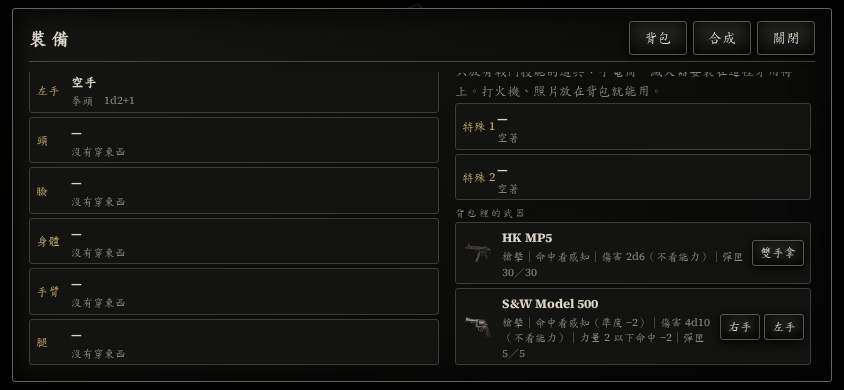 裝備
背包
合成
關閉
左手
空手
拳頭 1d2+1
頭
—
沒有穿東西
臉
—
沒有穿東西
身體
—
沒有穿東西
手臂
—
沒有穿東西
腿
—
沒有穿東西
上。打火機、照片放在背包就能用。
特殊 1
—
空著
特殊 2
—
空著
背包裡的武器
HK MP5
槍擊｜命中看感知｜傷害 2d6（不看能力）｜彈匣
30／30
雙手拿
S&W Model 500
槍擊｜命中看感知（準度 −2）｜傷害 4d10
（不看能力）｜力量 2 以下命中 −2｜彈匣
5／5
右手
左手